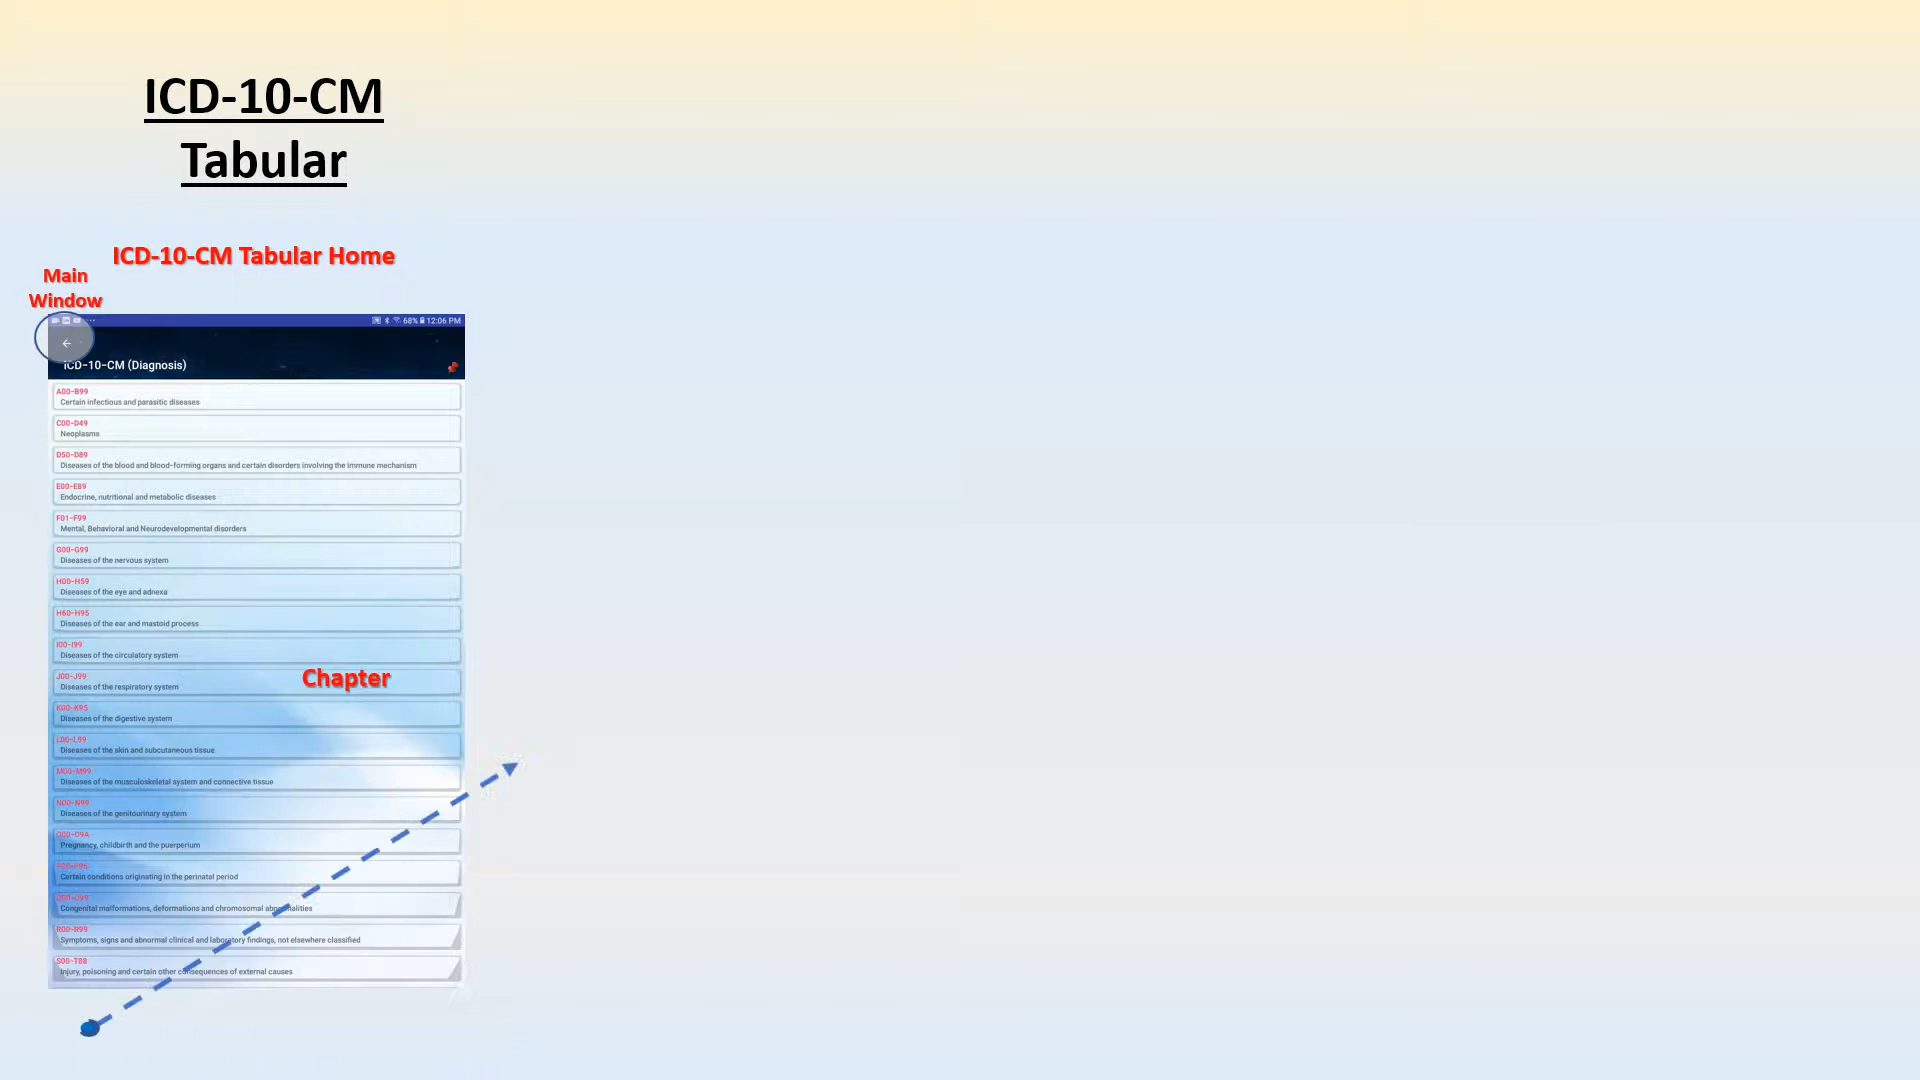 ICD-10-CM
Tabular
ICD-10-CM Tabular Home
Main
Window
68% 12:06 PM
ICD-10-CM (Diagnosis)
A00-B99
Certain infectious and parasitic diseases
C00-D49
Neoplasms
D50-D89
Diseases of the blood and blood-forming organs and certain disorders involving the immune mechanism
E00-E89
Endocrine, nutritional and metabolic diseases
F01-F99
Mental, Behavioral and Neurodevelopmental disorders
G00-G99
Diseases of the nervous system
H00-H59
Diseases of the eye and adnexa
H60-H95
Diseases of the ear and mastoid process
I00-I99
Diseases of the circulatory system
Chapter
J00-J99
Diseases of the respiratory system
K00-K95
Diseases of the digestive system
L00-L99
Diseases of the skin and subcutaneous tissue
M00-M99
Diseases of the musculoskeletal system and connective tissue
N00-N99
Diseases of the genitourinary system
O00-O9A
Pregnancy, childbirth and the puerperium
P00-P96
Certain conditions originating in the perinatal period
Q00-Q99
Congenital malformations, deformations and chromosomal abnormalities
R00-R99
Symptoms, signs and abnormal clinical and laboratory findings, not elsewhere classified
S00-T88
Injury, poisoning and certain other consequences of external causes